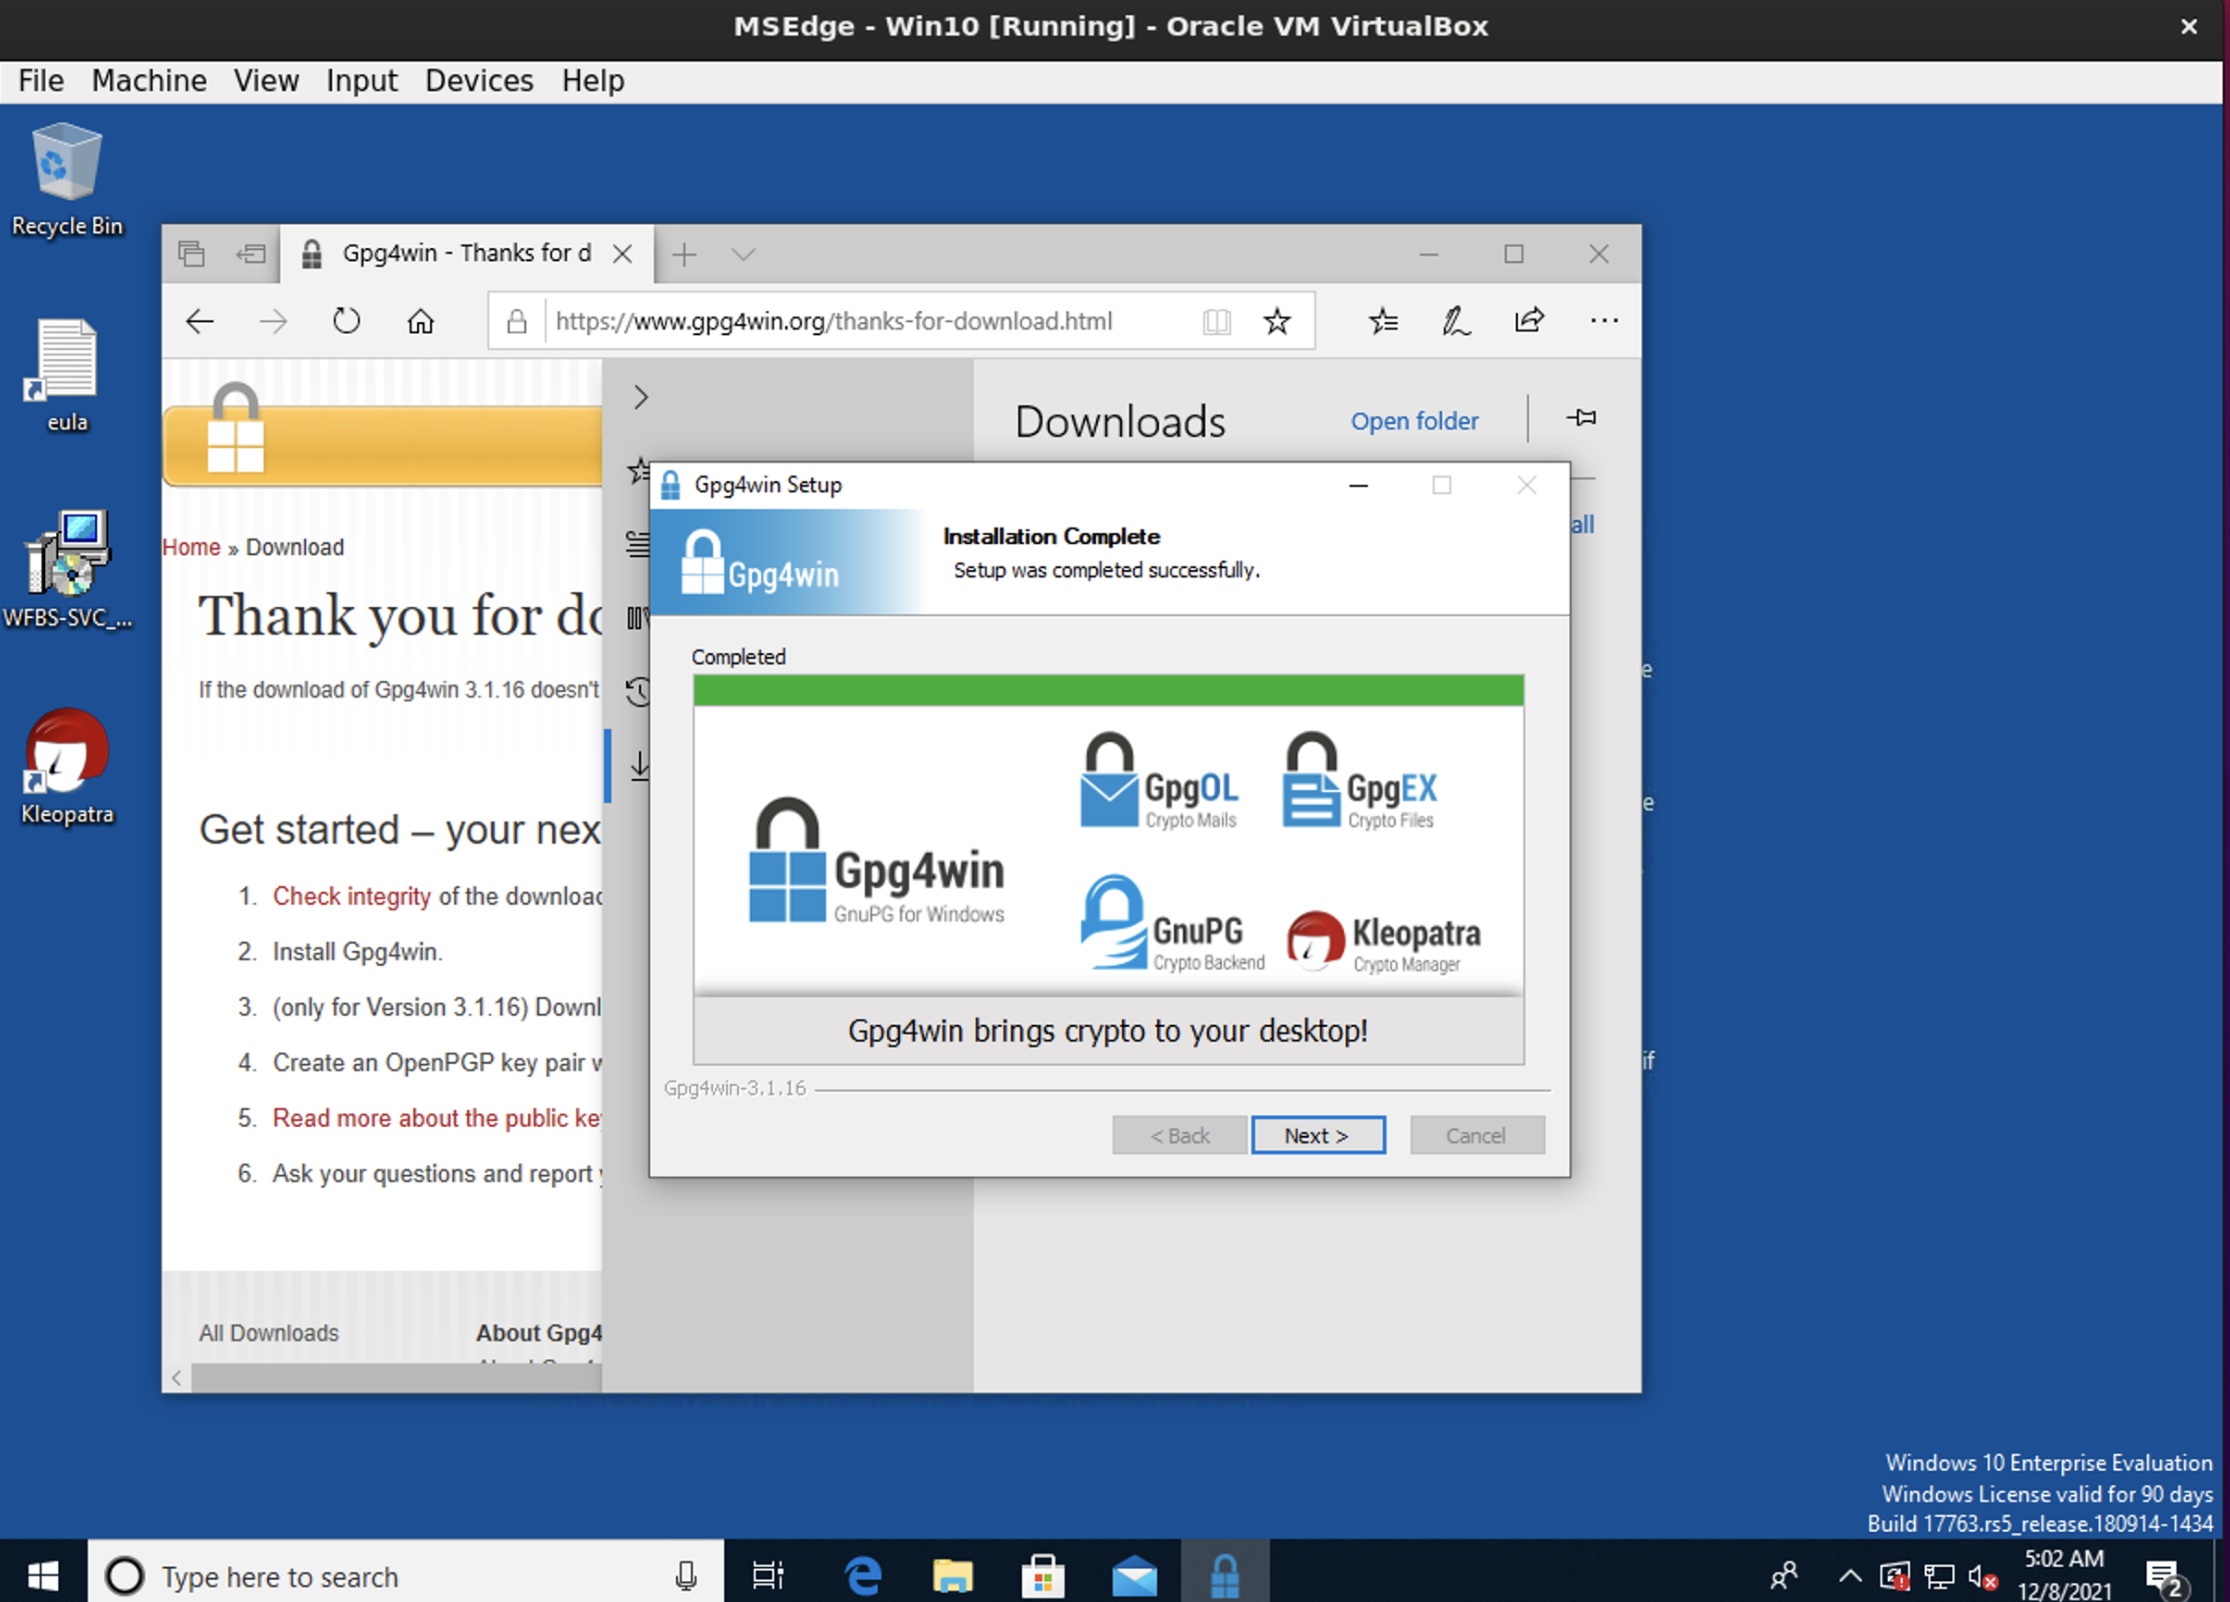 MSEdge - Win10 [Running] - Oracle VM VirtualBox
File Machine View Input Devices Help
Recycle Bin
eula
WFBS-SVC_...
Kleopatra
Gpg4win - Thanks for d
https://www.gpg4win.org/thanks-for-download.html
Downloads
Open folder
all
Home » Download
Thank you for do
If the download of Gpg4win 3.1.16 doesn't
Get started – your nex
1. Check integrity of the downloac
2. Install Gpg4win.
3. (only for Version 3.1.16) Downl
4. Create an OpenPGP key pair w
5. Read more about the public key
6. Ask your questions and report y
All Downloads
About Gpg4
Gpg4win Setup
Gpg4win
Installation Complete
Setup was completed successfully.
Completed
Gpg4win
GnuPG for Windows
GpgOL
Crypto Mails
GpgEX
Crypto Files
GnuPG
Crypto Backend
Kleopatra
Crypto Manager
Gpg4win brings crypto to your desktop!
Gpg4win-3.1.16
< Back
Next >
Cancel
e
e
if
Windows 10 Enterprise Evaluation
Windows License valid for 90 days
Build 17763.rs5_release.180914-1434
Type here to search
5:02 AM
12/8/2021
2